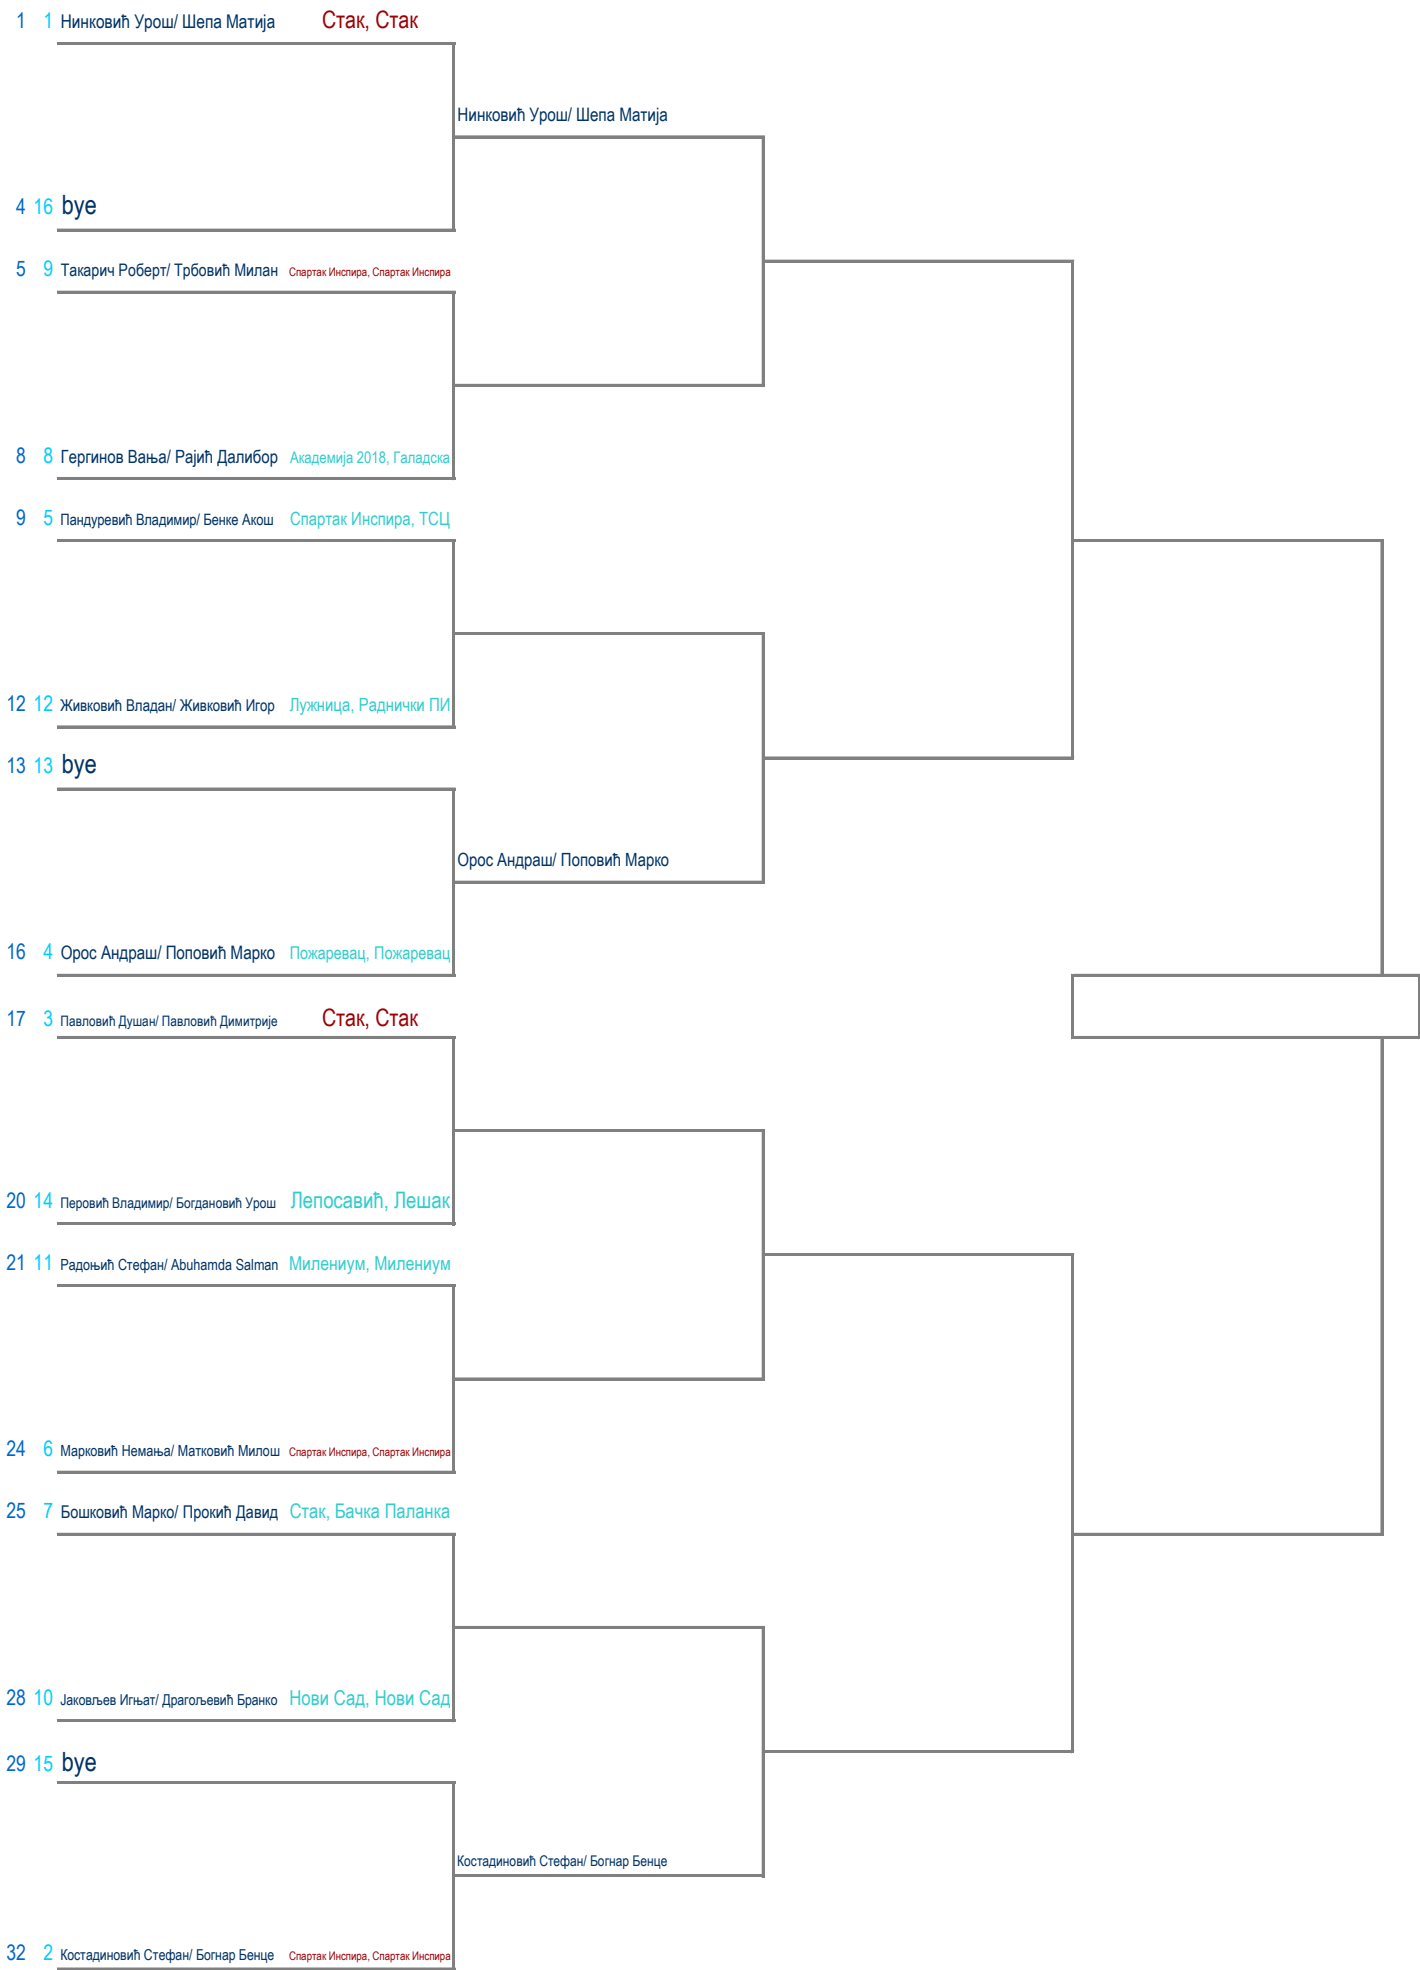 1 1 Нинковић Урош/ Шепа Матија Стак, Стак
Нинковић Урош/ Шепа Матија
4 16 bye
5 9 Такарич Роберт/ Трбовић Милан Спартак Инспира, Спартак Инспира
8 8 Гергинов Вања/ Рајић Далибор Академија 2018, Галадска
9 5 Пандуревић Владимир/ Бенке Акош Спартак Инспира, ТСЦ
12 12 Живковић Владан/ Живковић Игор Лужница, Раднички ПИ
13 13 bye
Орос Андраш/ Поповић Марко
16 4 Орос Андраш/ Поповић Марко Пожаревац, Пожаревац
17 3 Павловић Душан/ Павловић Димитрије Стак, Стак
20 14 Перовић Владимир/ Богдановић Урош Лепосавић, Лешак
21 11 Радоњић Стефан/ Abuhamda Salman Милениум, Милениум
24 6 Марковић Немања/ Матковић Милош Спартак Инспира, Спартак Инспира
25 7 Бошковић Марко/ Прокић Давид Стак, Бачка Паланка
28 10 Јаковљев Игњат/ Драгољевић Бранко Нови Сад, Нови Сад
29 15 bye
Костадиновић Стефан/ Богнар Бенце
32 2 Костадиновић Стефан/ Богнар Бенце Спартак Инспира, Спартак Инспира